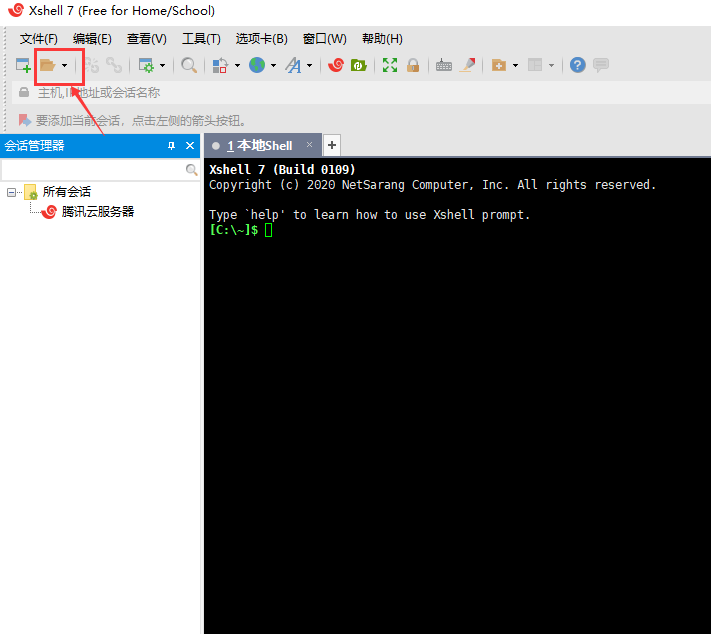 Xshell 7 (Free for Home/School)
文件(F) 编辑(E) 查看(V) 工具(T) 选项卡(B) 窗口(W) 帮助(H)
主机,IP地址或会话名称
要添加当前会话，点击左侧的箭头按钮。
会话管理器
1 本地Shell
所有会话
腾讯云服务器
Xshell 7 (Build 0109)
Copyright (c) 2020 NetSarang Computer, Inc. All rights reserved.
Type `help' to learn how to use Xshell prompt.
[C:\~]$